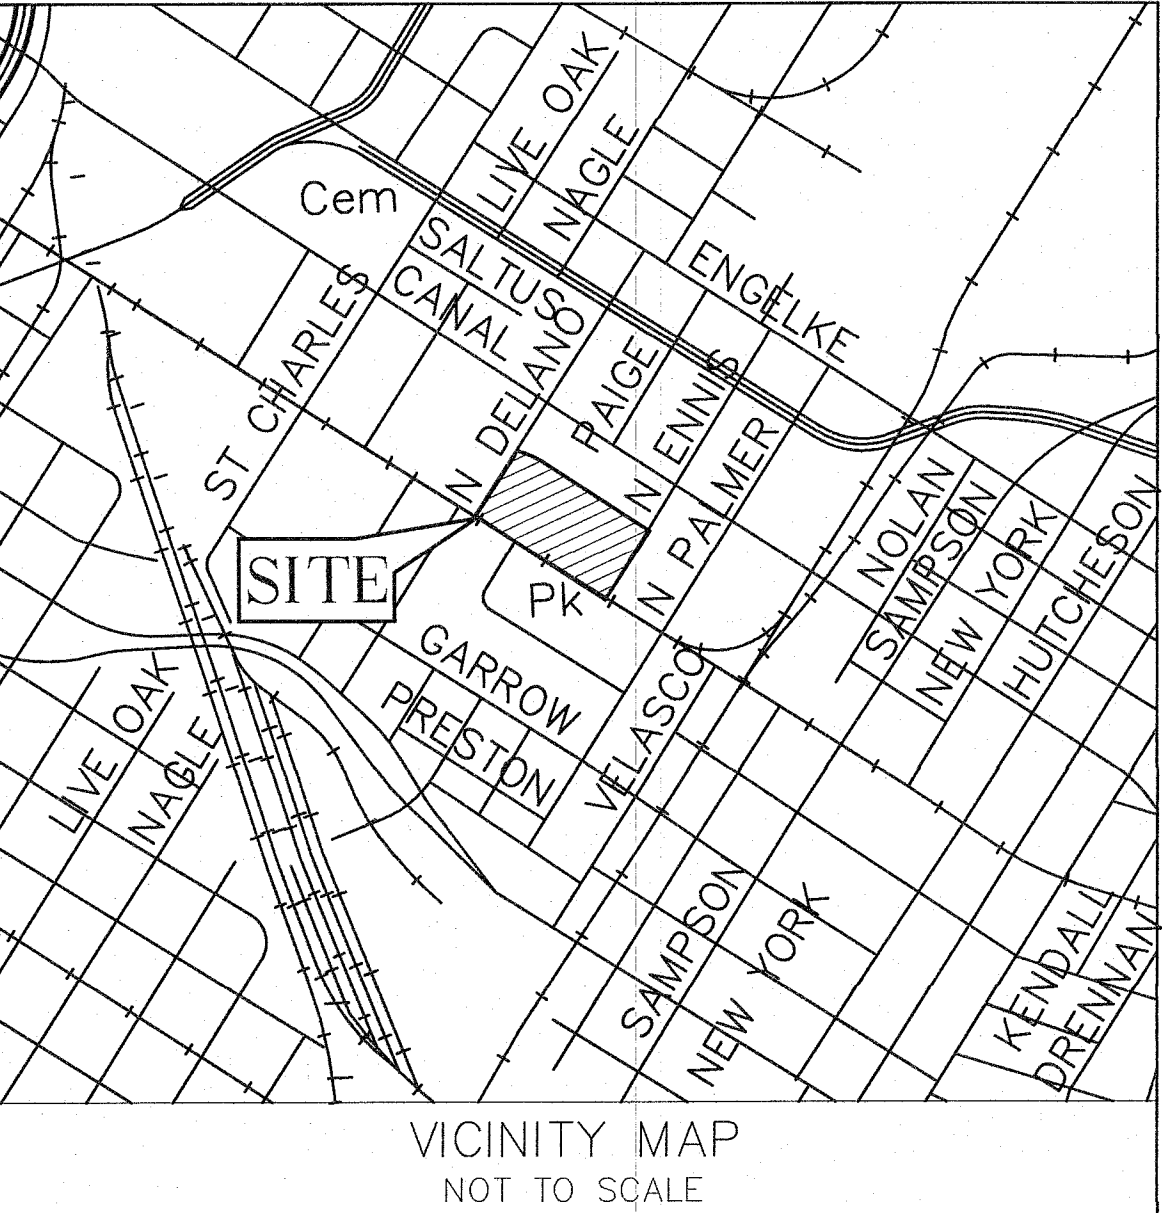 LIVE OAK
NAGLE
Cem
SALTUS
CANAL
ENGELKE
ST CHARLES
N DELANO
PAIGE
N ENNIS
N PALMER
NOLAN
SAMPSON
NEW YORK
HUTCHESON
SITE
Pk
GARROW
PRESTON
VELASCO
LIVE OAK
NAGLE
SAMPSON
NEW YORK
KENDALL
DRENNAN
VICINITY MAP
NOT TO SCALE